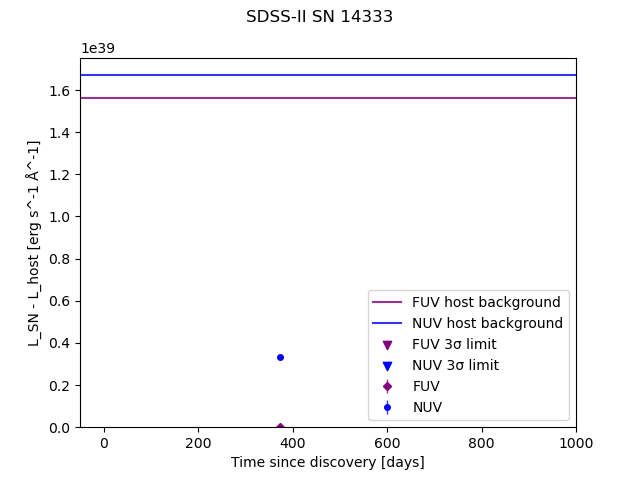 SDSS-II SN 14333
1e39
L_SN - L_host [erg s^-1 Å^-1]
1.6
1.4
1.2
1.0
0.8
0.6
0.4
0.2
0.0
FUV host background
NUV host background
FUV 3σ limit
NUV 3σ limit
FUV
NUV
0 200 400 600 800 1000
Time since discovery [days]